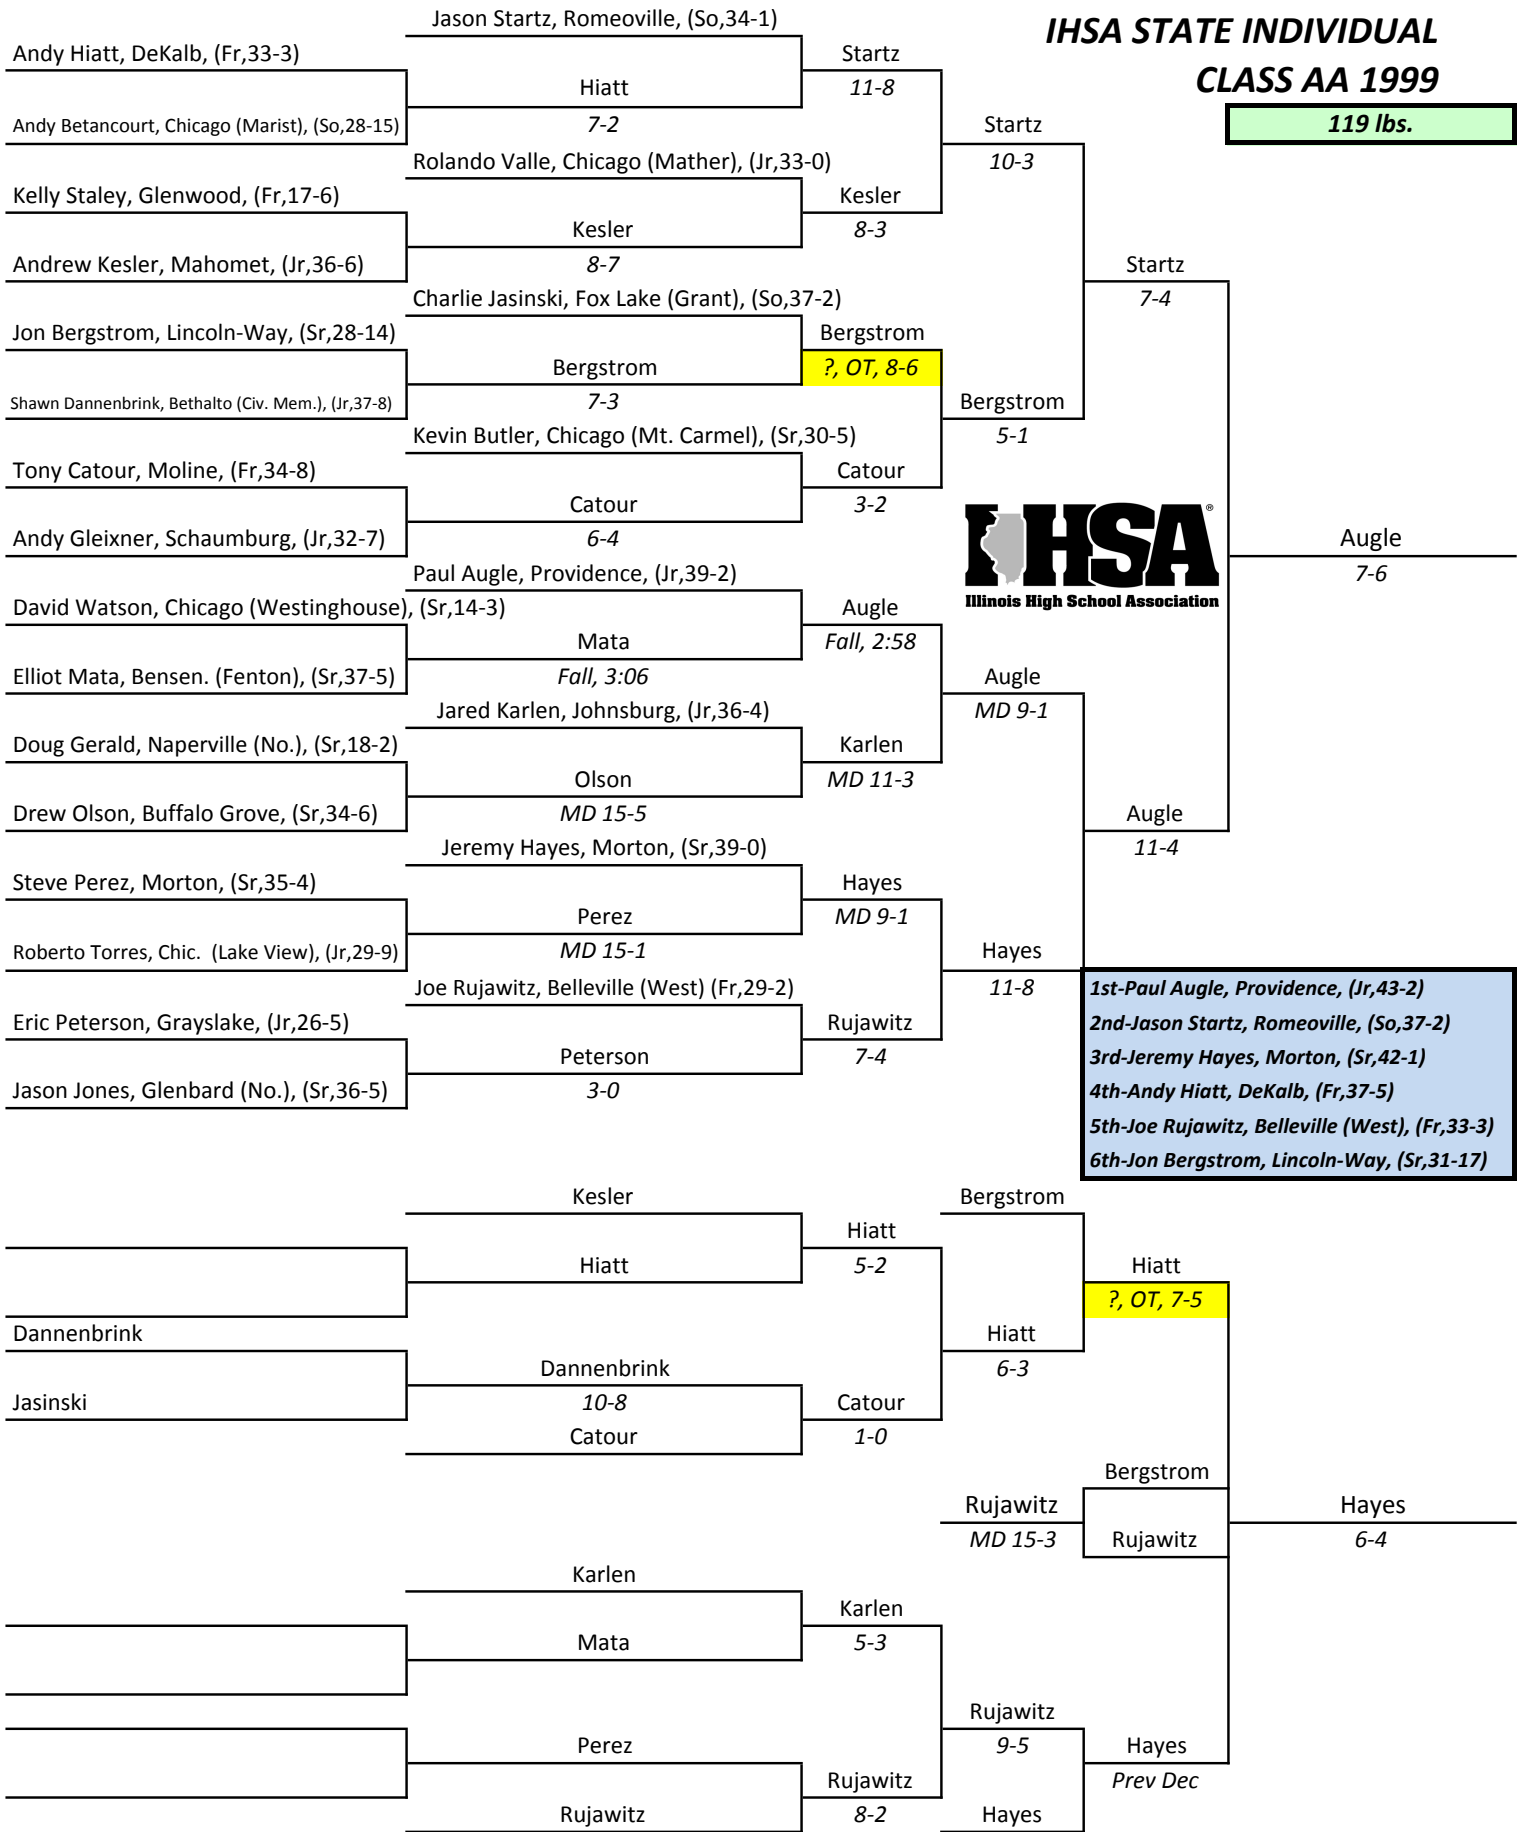 IHSA STATE INDIVIDUAL
CLASS AA 1999
119 lbs.
Jason Startz, Romeoville, (So,34-1)
Andy Hiatt, DeKalb, (Fr,33-3)
Startz
Hiatt
11-8
Andy Betancourt, Chicago (Marist), (So,28-15)
7-2
Startz
Rolando Valle, Chicago (Mather), (Jr,33-0)
10-3
Kelly Staley, Glenwood, (Fr,17-6)
Kesler
Kesler
8-3
Andrew Kesler, Mahomet, (Jr,36-6)
8-7
Startz
Charlie Jasinski, Fox Lake (Grant), (So,37-2)
7-4
Jon Bergstrom, Lincoln-Way, (Sr,28-14)
Bergstrom
Bergstrom
?, OT, 8-6
Shawn Dannenbrink, Bethalto (Civ. Mem.), (Jr,37-8)
7-3
Bergstrom
Kevin Butler, Chicago (Mt. Carmel), (Sr,30-5)
5-1
Tony Catour, Moline, (Fr,34-8)
Catour
Catour
3-2
Andy Gleixner, Schaumburg, (Jr,32-7)
6-4
IHSA®
Illinois High School Association
Augle
7-6
Paul Augle, Providence, (Jr,39-2)
David Watson, Chicago (Westinghouse), (Sr,14-3)
Augle
Mata
Fall, 2:58
Elliot Mata, Bensen. (Fenton), (Sr,37-5)
Fall, 3:06
Augle
Jared Karlen, Johnsburg, (Jr,36-4)
MD 9-1
Doug Gerald, Naperville (No.), (Sr,18-2)
Karlen
Olson
MD 11-3
Drew Olson, Buffalo Grove, (Sr,34-6)
MD 15-5
Augle
Jeremy Hayes, Morton, (Sr,39-0)
11-4
Steve Perez, Morton, (Sr,35-4)
Hayes
Perez
MD 9-1
Roberto Torres, Chic.  (Lake View), (Jr,29-9)
MD 15-1
Hayes
Joe Rujawitz, Belleville (West) (Fr,29-2)
11-8
Eric Peterson, Grayslake, (Jr,26-5)
Rujawitz
Peterson
7-4
Jason Jones, Glenbard (No.), (Sr,36-5)
3-0
1st-Paul Augle, Providence, (Jr,43-2)
2nd-Jason Startz, Romeoville, (So,37-2)
3rd-Jeremy Hayes, Morton, (Sr,42-1)
4th-Andy Hiatt, DeKalb, (Fr,37-5)
5th-Joe Rujawitz, Belleville (West), (Fr,33-3)
6th-Jon Bergstrom, Lincoln-Way, (Sr,31-17)
Kesler
Bergstrom
Hiatt
Hiatt
5-2
Hiatt
?, OT, 7-5
Dannenbrink
Hiatt
Dannenbrink
6-3
Jasinski
10-8
Catour
Catour
1-0
Bergstrom
Rujawitz
Hayes
MD 15-3
Rujawitz
6-4
Karlen
Karlen
Mata
5-3
Rujawitz
Perez
9-5
Hayes
Rujawitz
Prev Dec
Rujawitz
8-2
Hayes